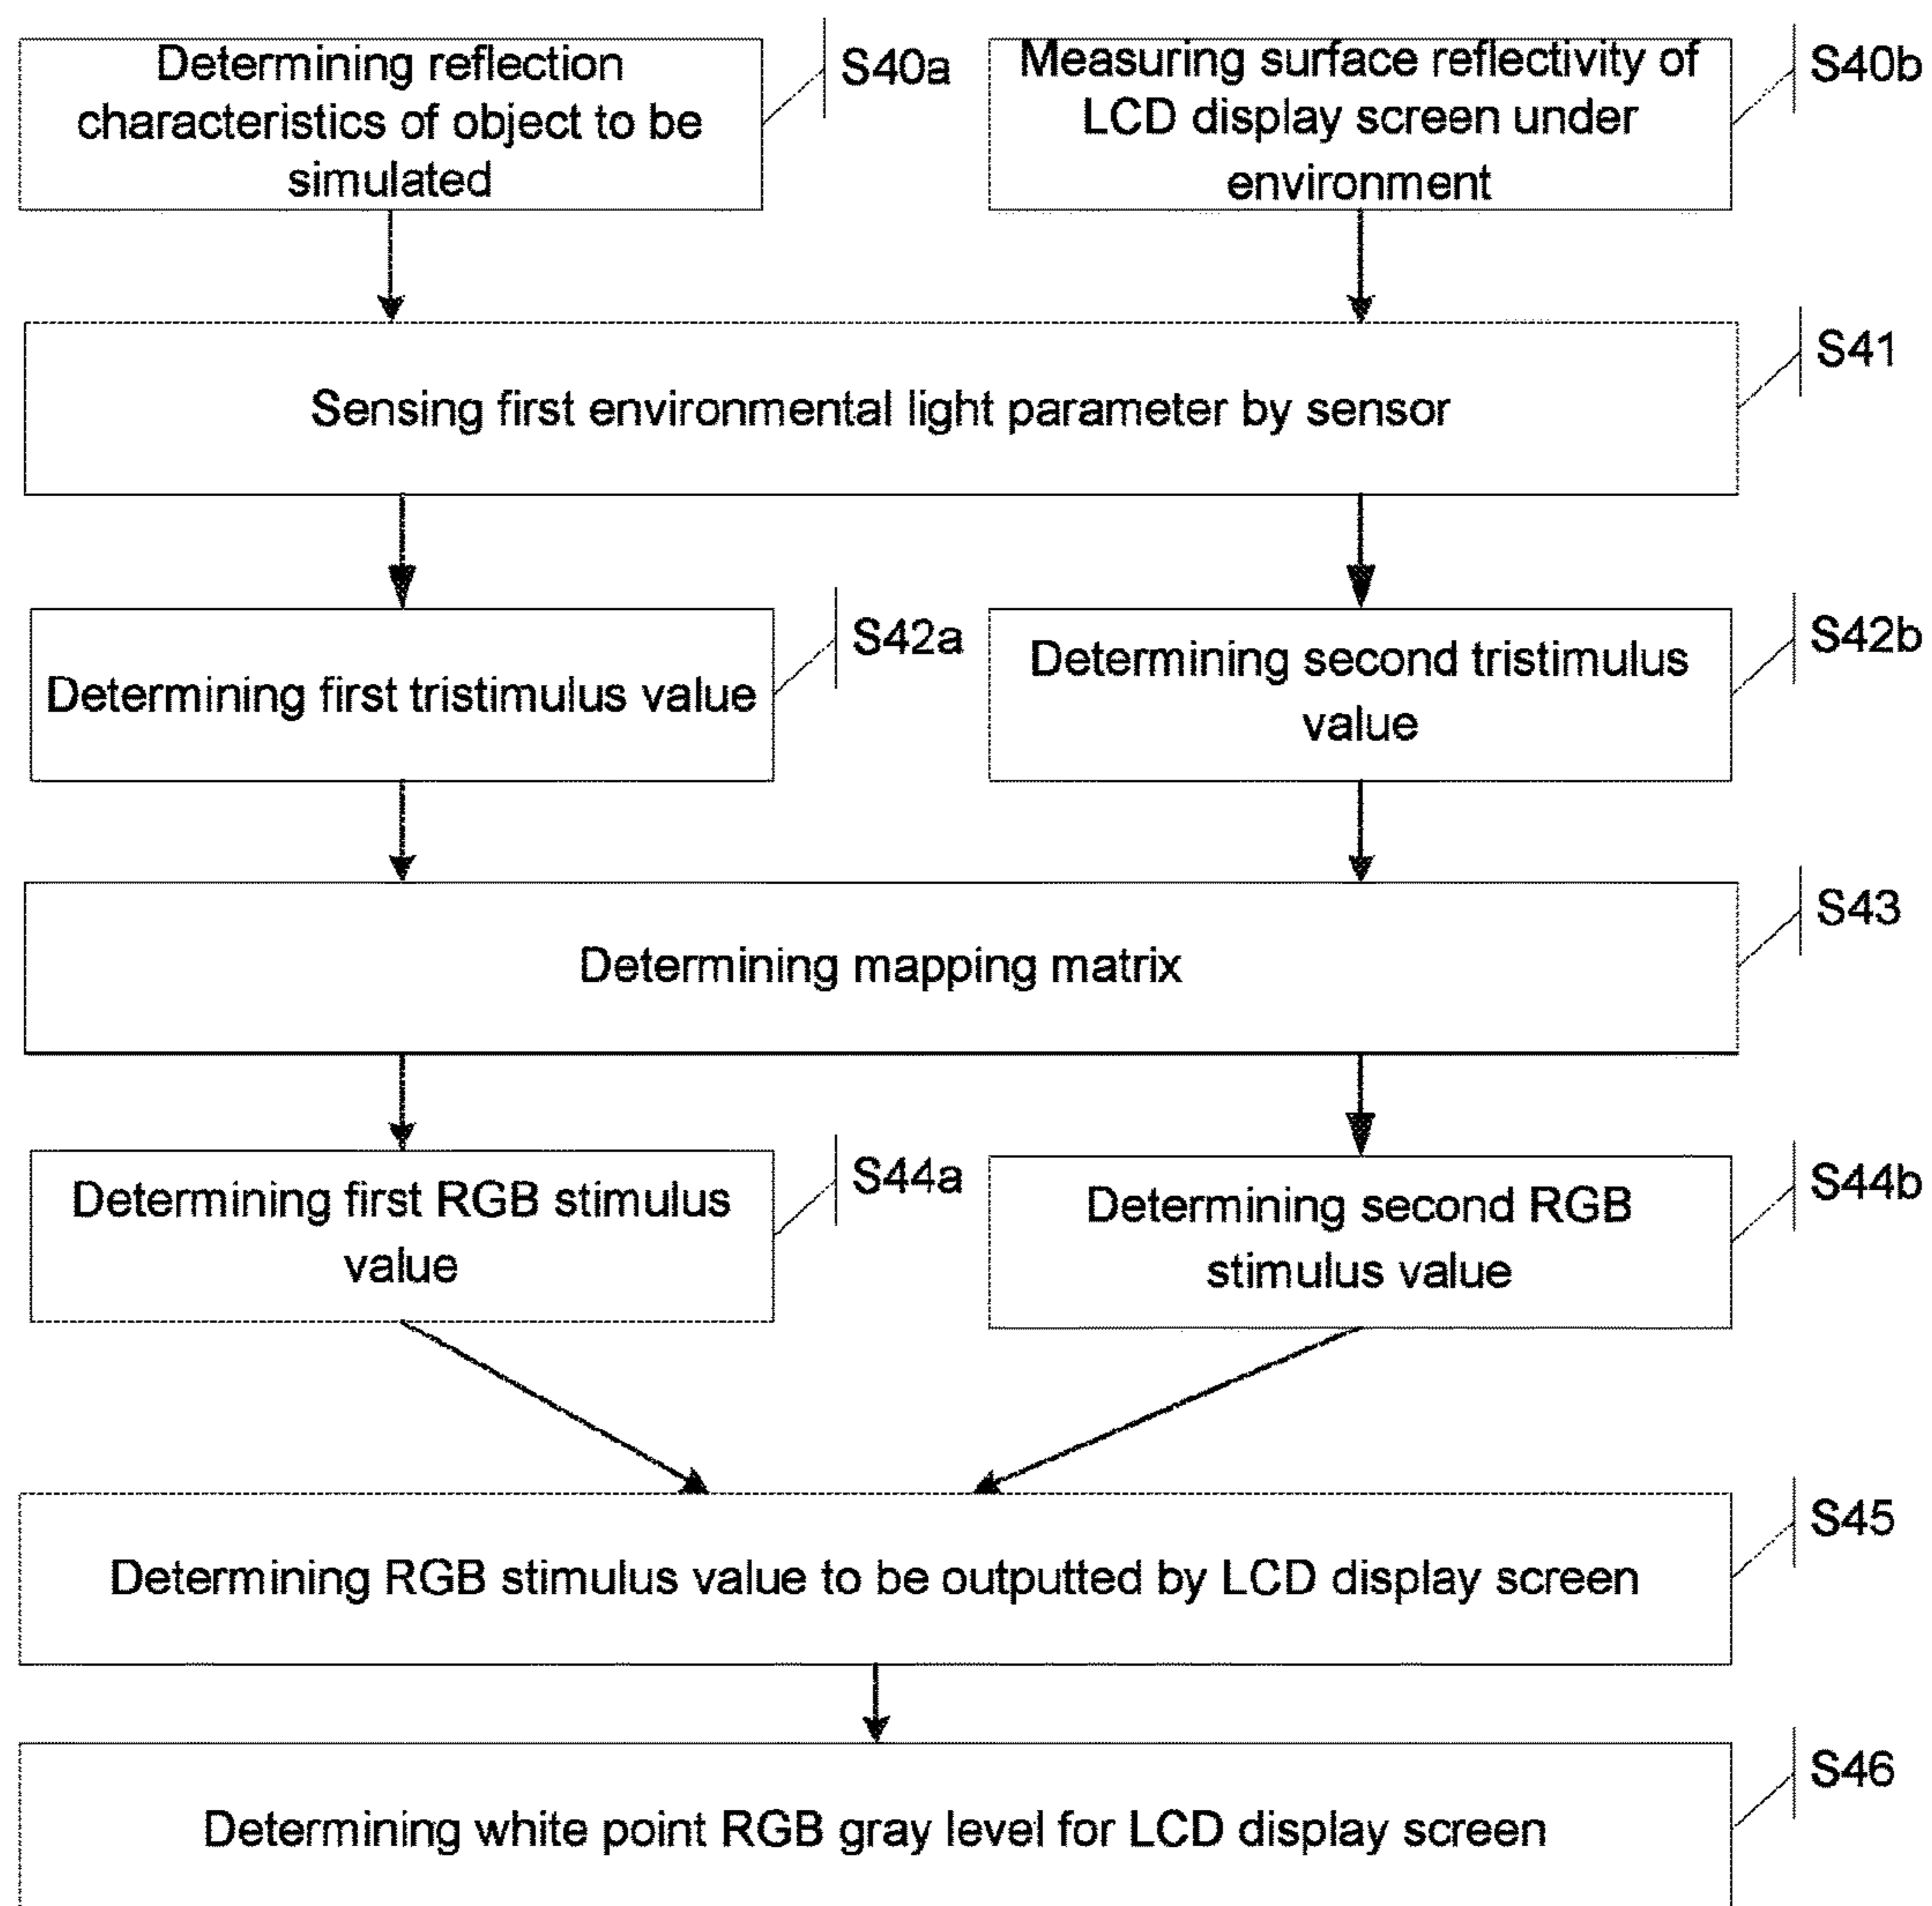 Determining reflection
characteristics of object to be
simulated
S40a
Measuring surface reflectivity of
LCD display screen under
environment
S40b
Sensing first environmental light parameter by sensor
S41
Determining first tristimulus value
S42a
Determining second tristimulus
value
S42b
Determining mapping matrix
S43
Determining first RGB stimulus
value
S44a
Determining second RGB
stimulus value
S44b
Determining RGB stimulus value to be outputted by LCD display screen
S45
Determining white point RGB gray level for LCD display screen
S46